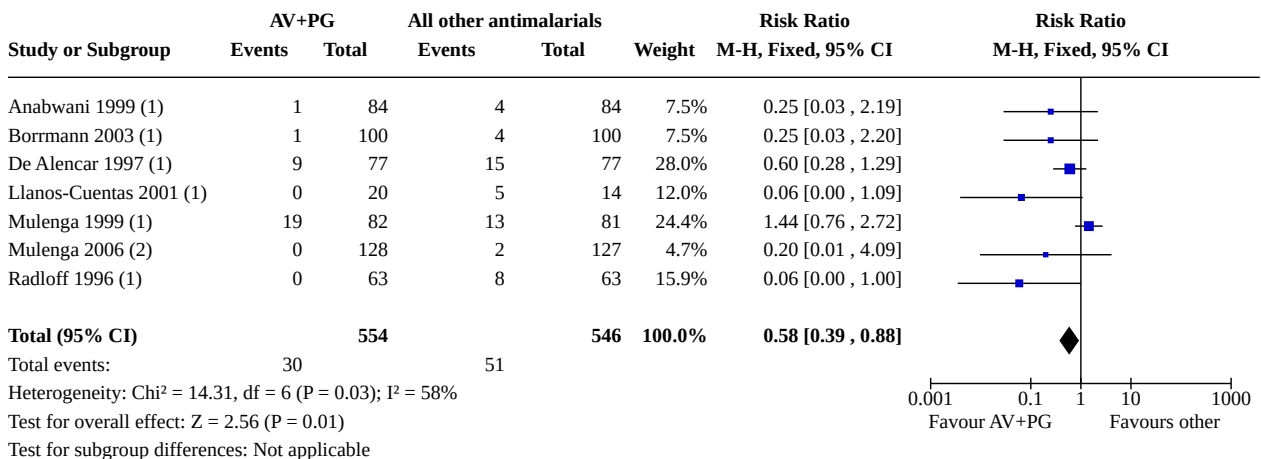 AV+PG All other antimalarials Risk Ratio Risk Ratio
Study or Subgroup Events Total Events Total Weight M-H, Fixed, 95% CI M-H, Fixed, 95% CI
Anabwani 1999 (1) 1 84 4 84 7.5% 0.25 [0.03 , 2.19]
Borrmann 2003 (1) 1 100 4 100 7.5% 0.25 [0.03 , 2.20]
De Alencar 1997 (1) 9 77 15 77 28.0% 0.60 [0.28 , 1.29]
Llanos-Cuentas 2001 (1) 0 20 5 14 12.0% 0.06 [0.00 , 1.09]
Mulenga 1999 (1) 19 82 13 81 24.4% 1.44 [0.76 , 2.72]
Mulenga 2006 (2) 0 128 2 127 4.7% 0.20 [0.01 , 4.09]
Radloff 1996 (1) 0 63 8 63 15.9% 0.06 [0.00 , 1.00]
Total (95% CI) 554 546 100.0% 0.58 [0.39 , 0.88]
Total events: 30 51
Heterogeneity: Chi² = 14.31, df = 6 (P = 0.03); I² = 58%
0.001 0.1 1 10 1000
Test for overall effect: Z = 2.56 (P = 0.01)
Favour AV+PG Favours other
Test for subgroup differences: Not applicable